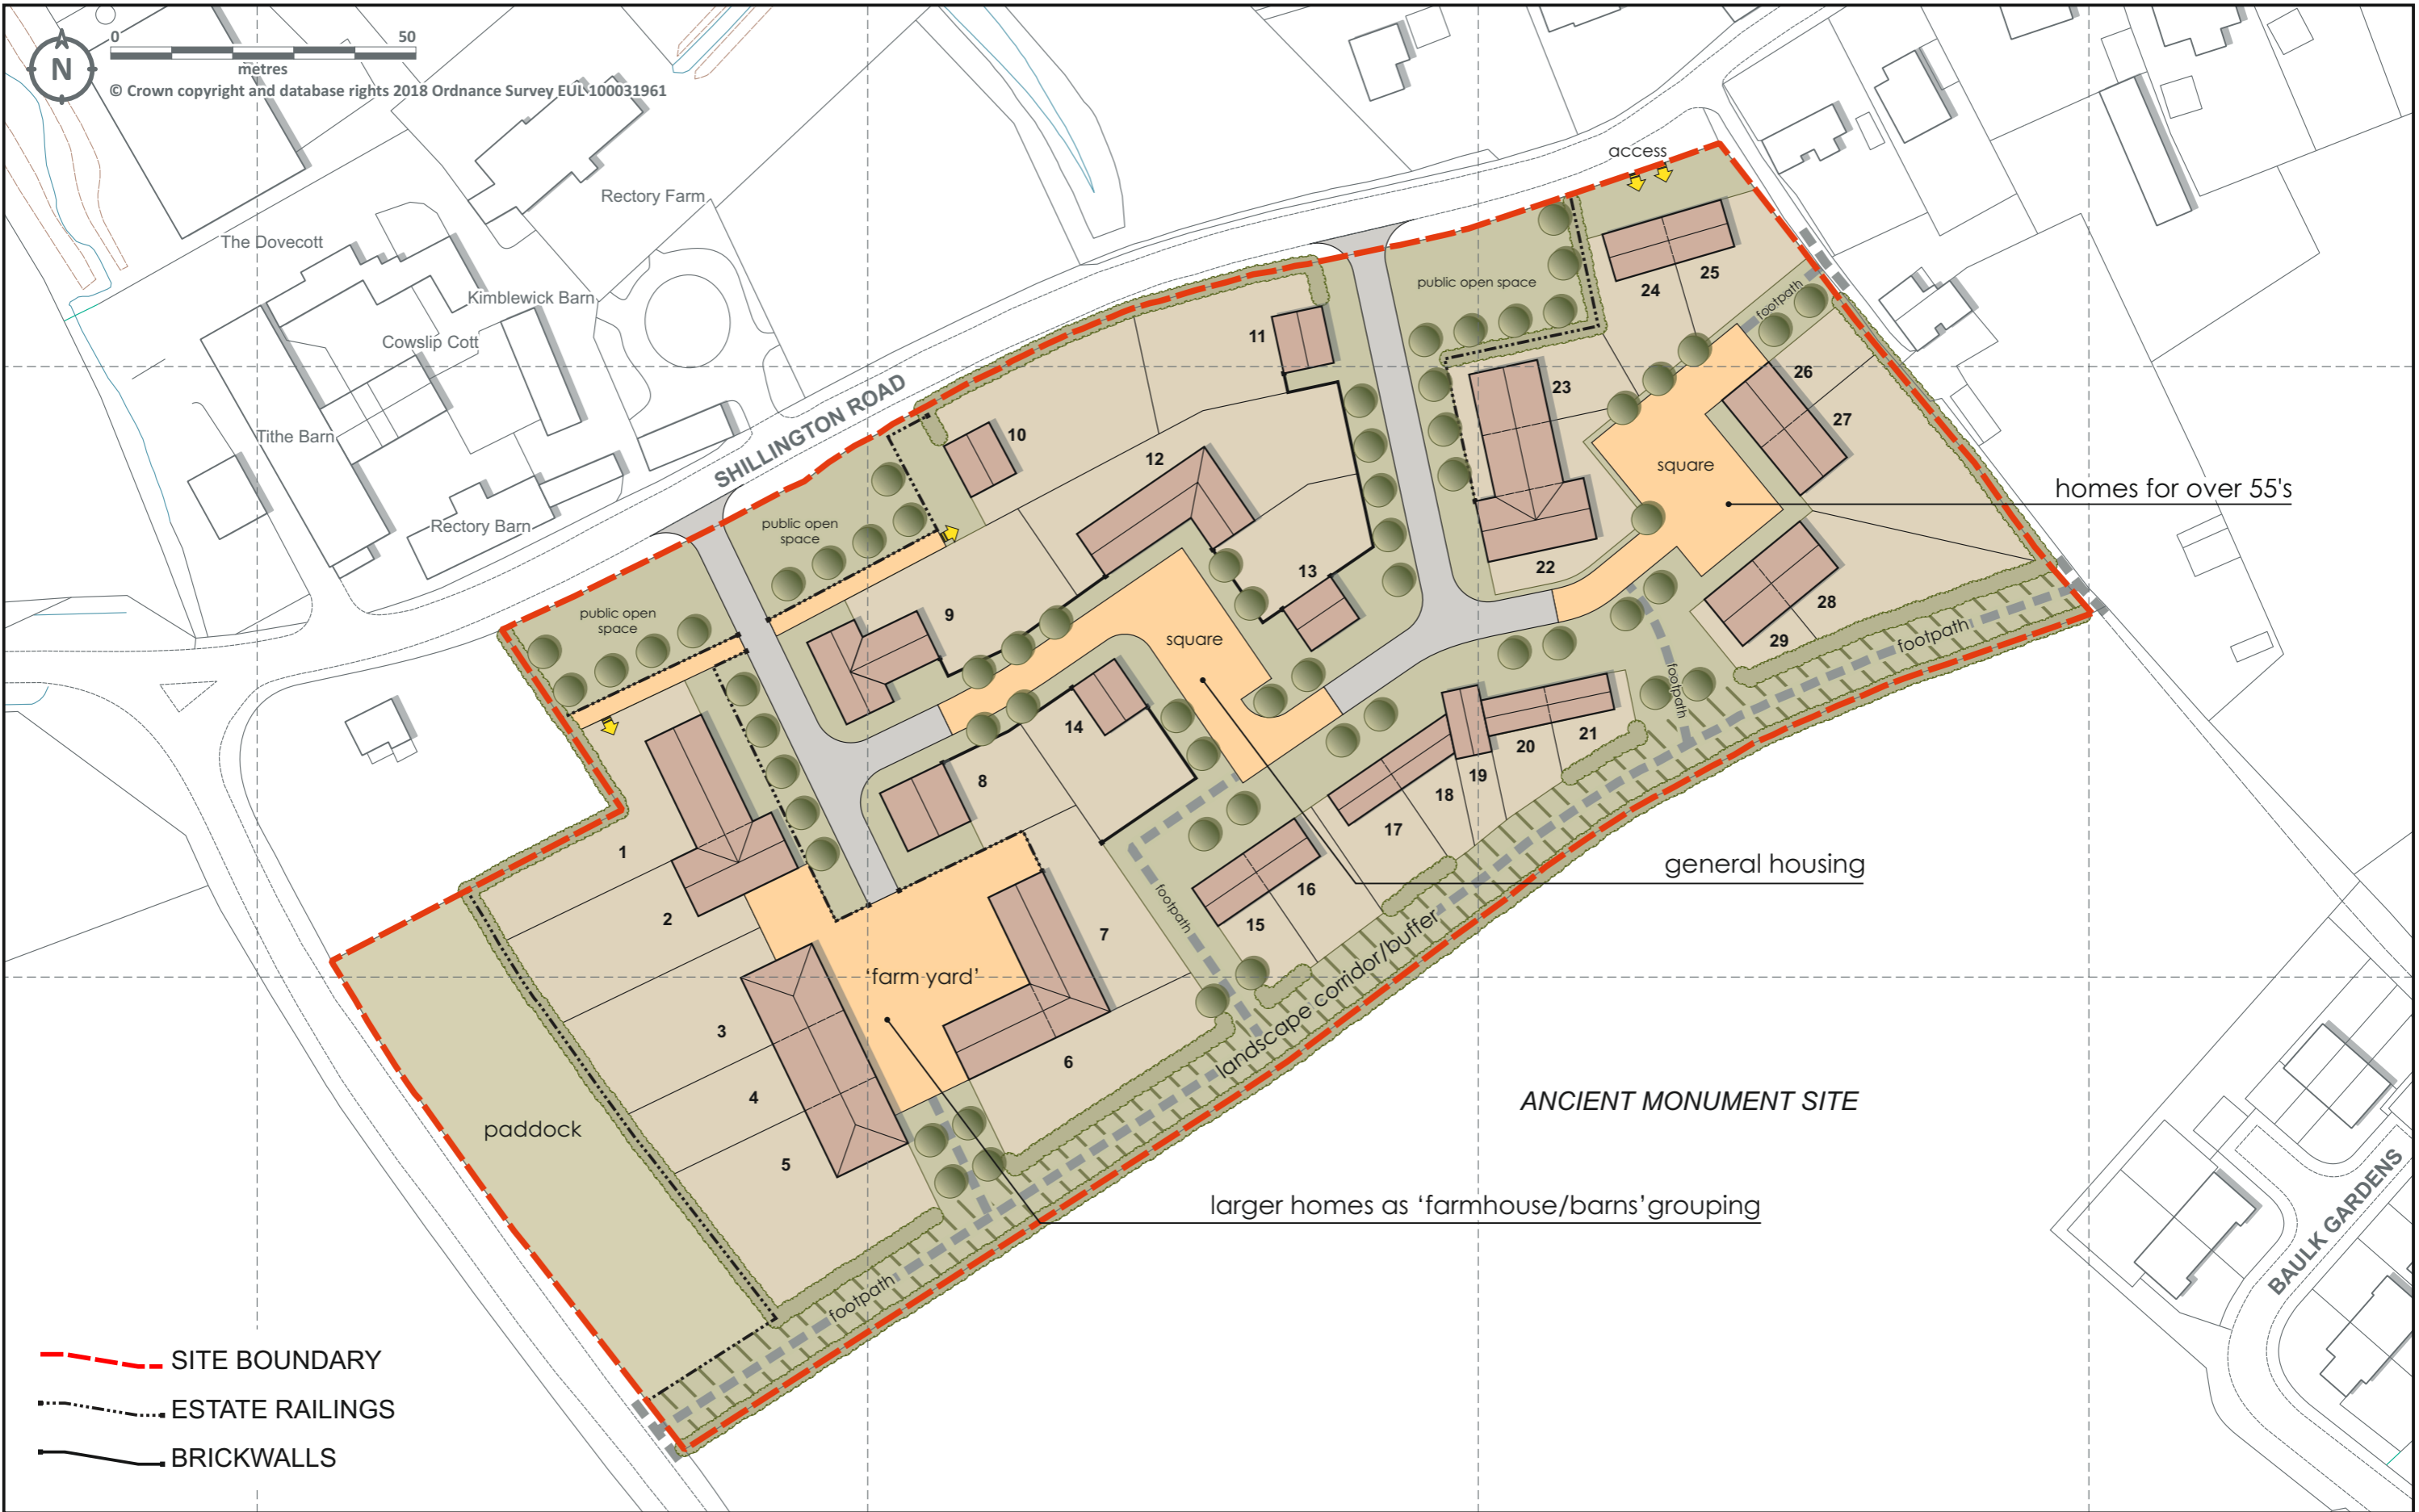 0
50
N
metres
© Crown copyright and database rights 2018 Ordnance Survey EUL 100031961
access
Rectory Farm
The Dovecott
25
public open space
24
footpath
Kimblewick Barn
11
Cowslip Cott
26
SHILLINGTON ROAD
23
27
10
Tithe Barn
12
square
homes for over 55's
public open
space
Rectory Barn
22
13
28
public open
space
9
square
29
footpath
footpath
14
21
20
19
8
18
17
1
general housing
16
2
footpath
15
7
'farm yard'
landscape corridor/buffer
3
6
4
ANCIENT MONUMENT SITE
paddock
5
larger homes as 'farmhouse/barns' grouping
BAULK GARDENS
footpath
SITE BOUNDARY
ESTATE RAILINGS
BRICKWALLS